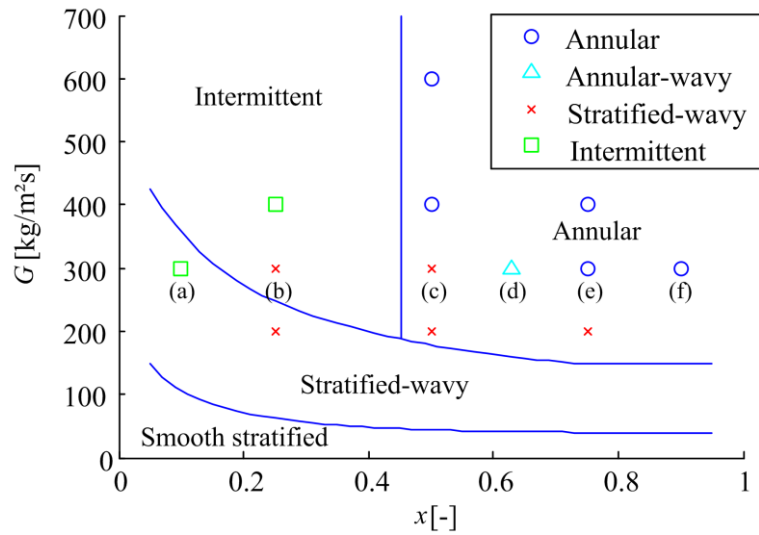 700
600
500
400
300
200
100
0
G [kg/m²s]
Intermittent
Annular
Annular-wavy
Stratified-wavy
Intermittent
Annular
(a)
(b)
(c)
(d)
(e)
(f)
Stratified-wavy
Smooth stratified
0
0.2
0.4
0.6
0.8
1
x [-]